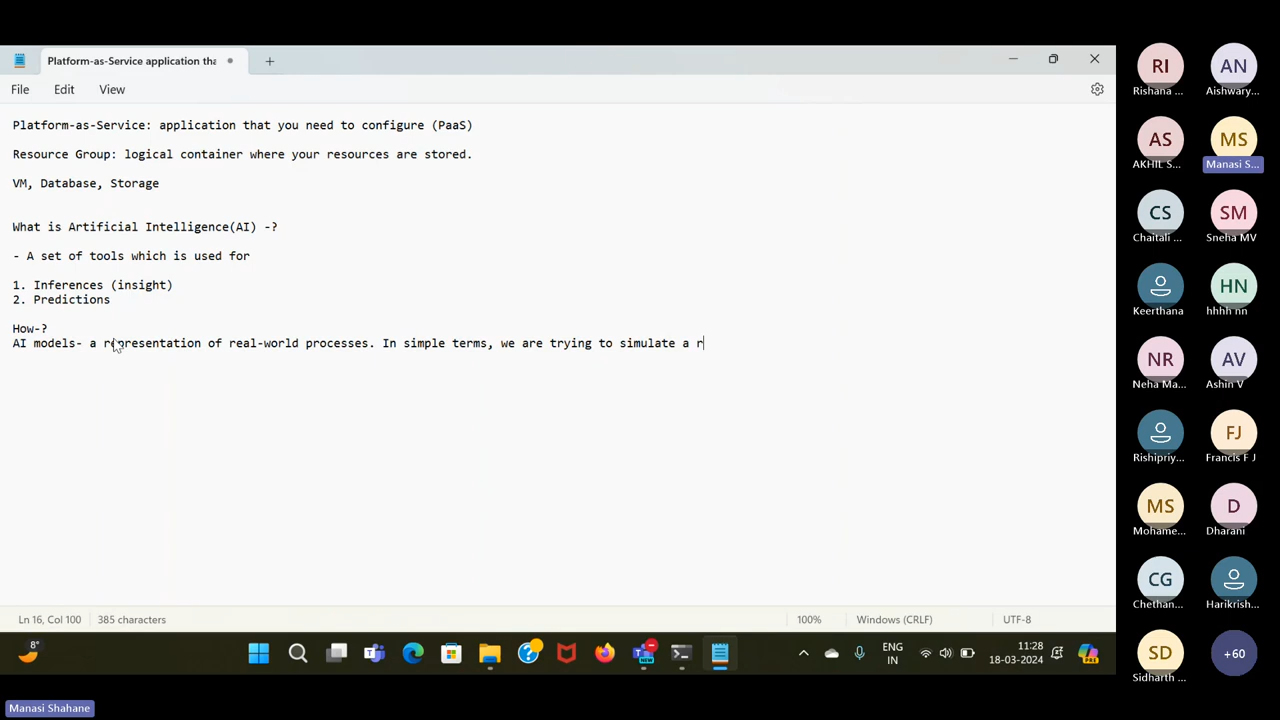 Platform-as-Service application tha
File
Edit
View
Platform-as-Service: application that you need to configure (PaaS)
Resource Group: logical container where your resources are stored.
VM, Database, Storage
What is Artificial Intelligence(AI) -?
- A set of tools which is used for
1. Inferences (insight)
2. Predictions
How-?
AI models- a representation of real-world processes. In simple terms, we are trying to simulate a r
Ln 16, Col 100
385 characters
100%
Windows (CRLF)
UTF-8
8°
NEW
ENG
IN
11:28
18-03-2024
Manasi Shahane
RI
AN
Rishana ...
Aishwary...
AS
MS
AKHIL S...
Manasi S...
CS
SM
Chaitali ...
Sneha MV
HN
Keerthana
hhhh nn
NR
AV
Neha Ma...
Ashin V
FJ
Rishipriy...
Francis F J
MS
D
Mohame...
Dharani
CG
Chethan...
Harikrish...
SD
+60
Sidharth ...